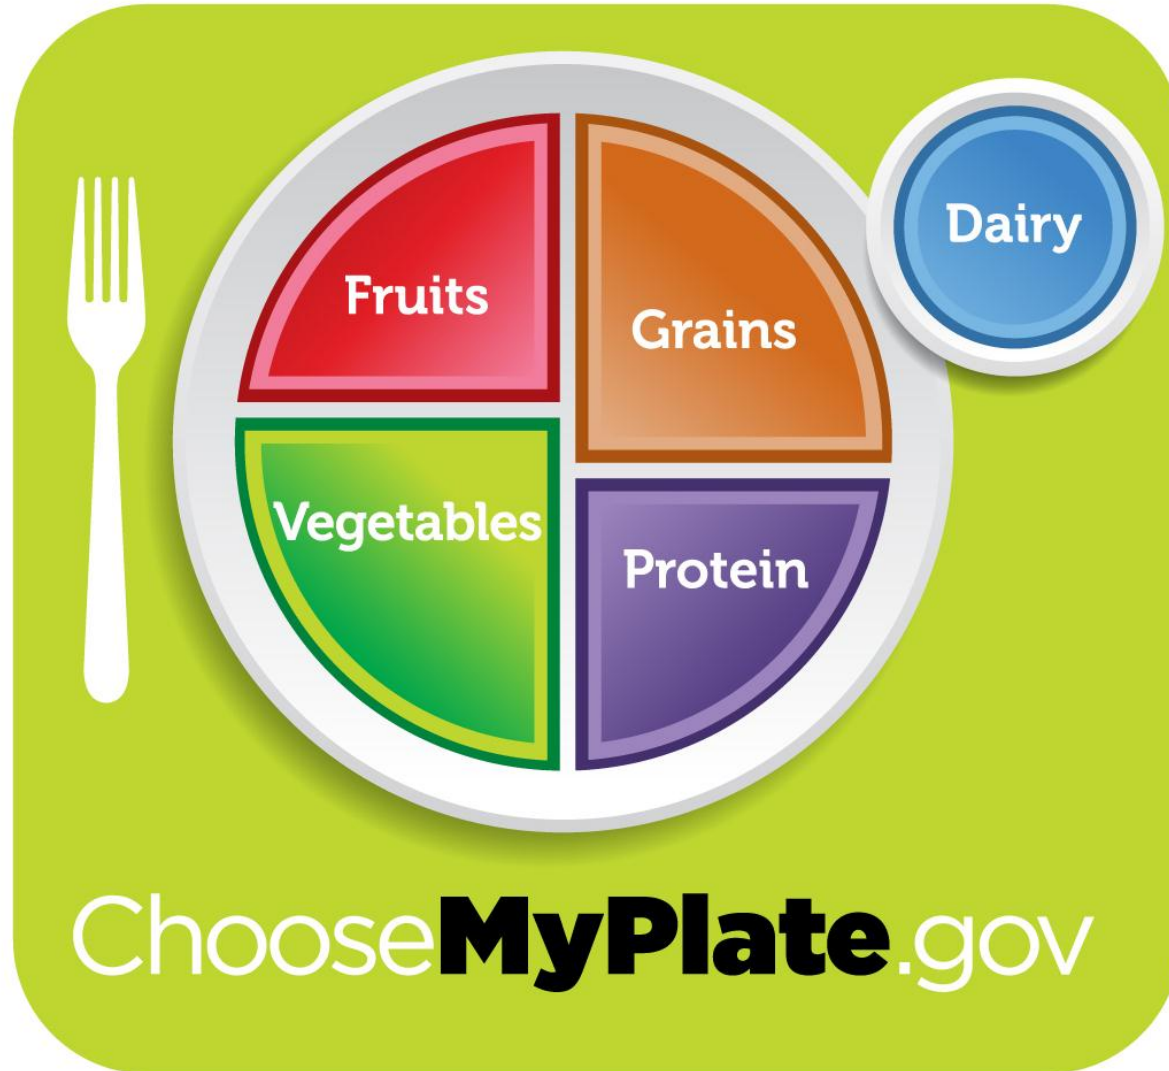 Fruits
Grains
Dairy
Vegetables
Protein
ChooseMyPlate.gov